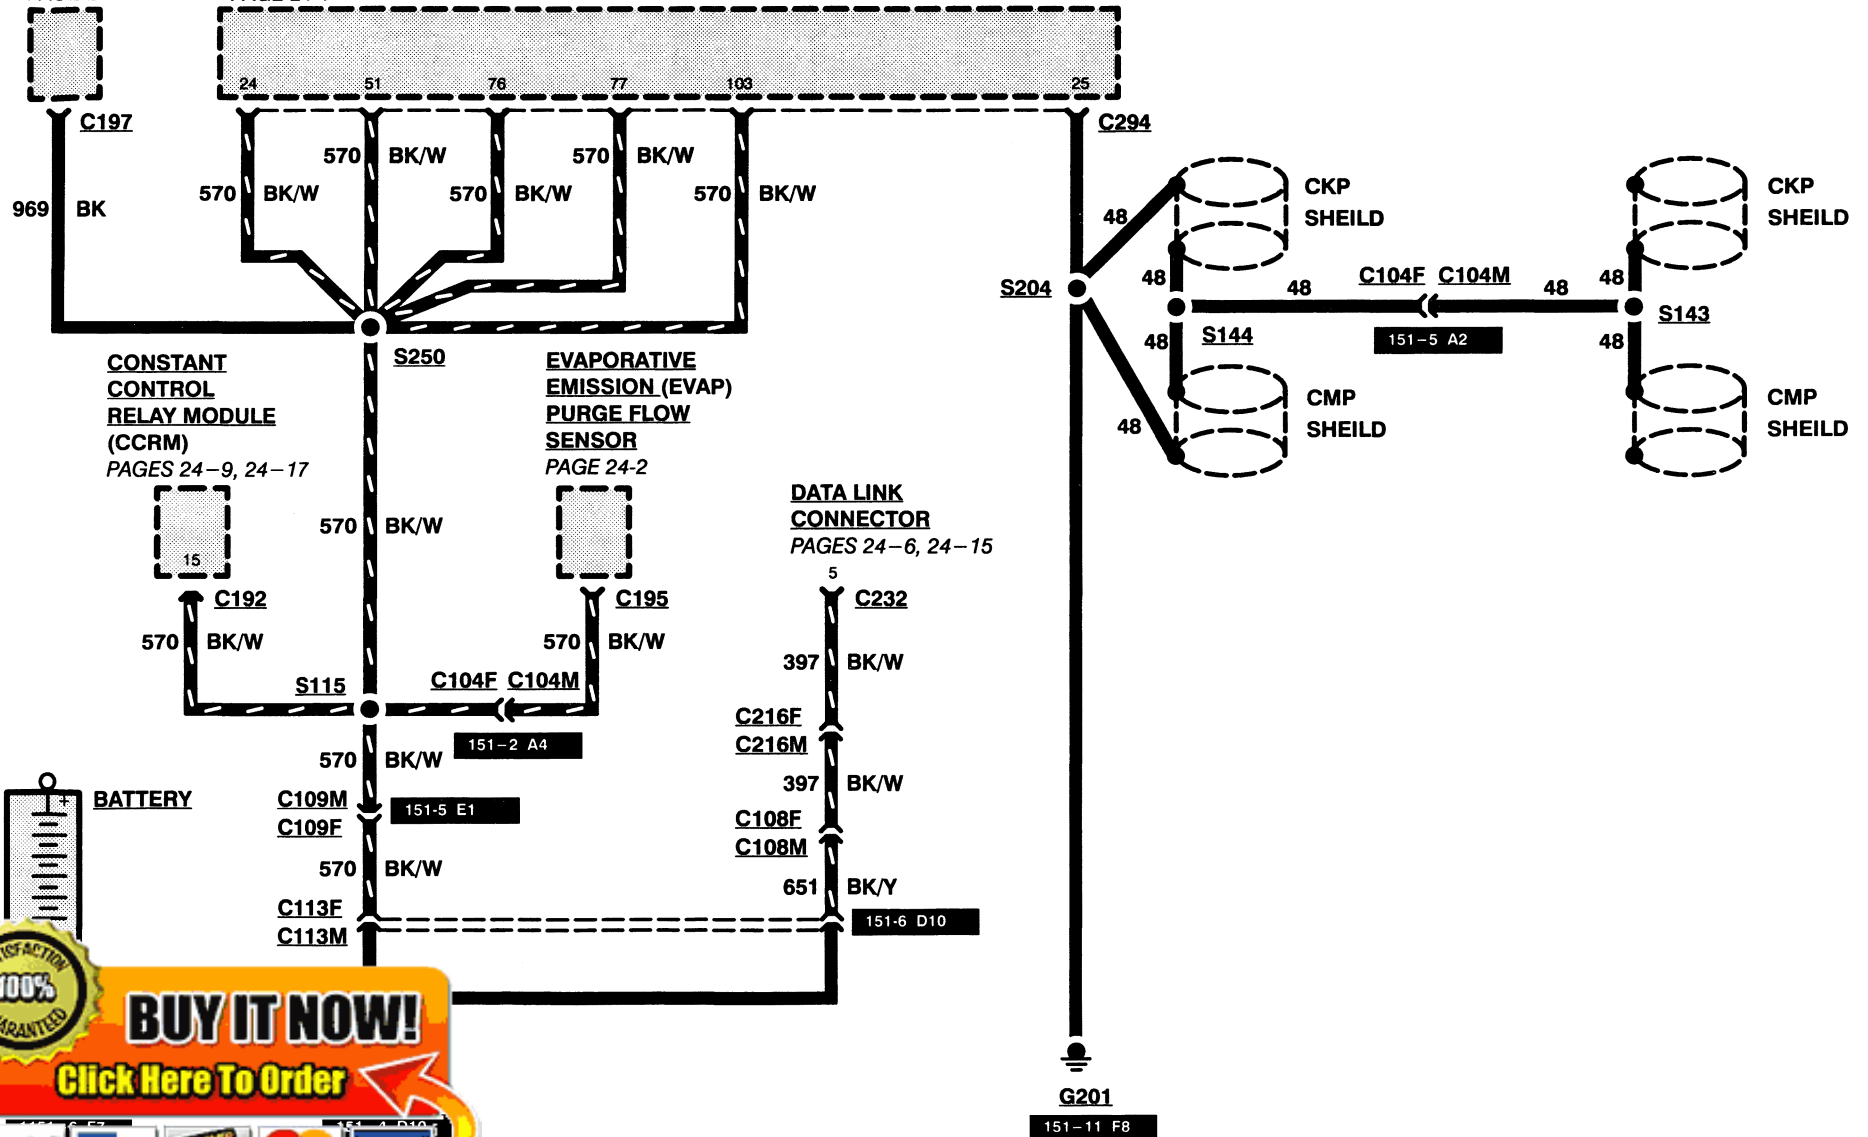 24 51 76 77 103 25
C197
C294
570 BK/W 570 BK/W
570 BK/W 570 BK/W 570 BK/W
969 BK
CKP
SHEILD
CKP
SHEILD
48
S204
48
48
C104F C104M
48
48
S144
S143
151-5 A2
48
48
CMP
SHEILD
CMP
SHEILD
48
S250
CONSTANT
CONTROL
RELAY MODULE
(CCRM)
PAGES 24-9, 24-17
15
C192
570 BK/W
EVAPORATIVE
EMISSION (EVAP)
PURGE FLOW
SENSOR
PAGE 24-2
C195
570 BK/W
570 BK/W
DATA LINK
CONNECTOR
PAGES 24-6, 24-15
5
C232
397 BK/W
S115
C104F C104M
151-2 A4
C216F
C216M
570 BK/W
397 BK/W
BATTERY
+
C109M
C109F
151-5 E1
C108F
C108M
570 BK/W
651 BK/Y
C113F
C113M
151-6 D10
100%
BUY IT NOW!
Click Here To Order
G201
151-11 F8